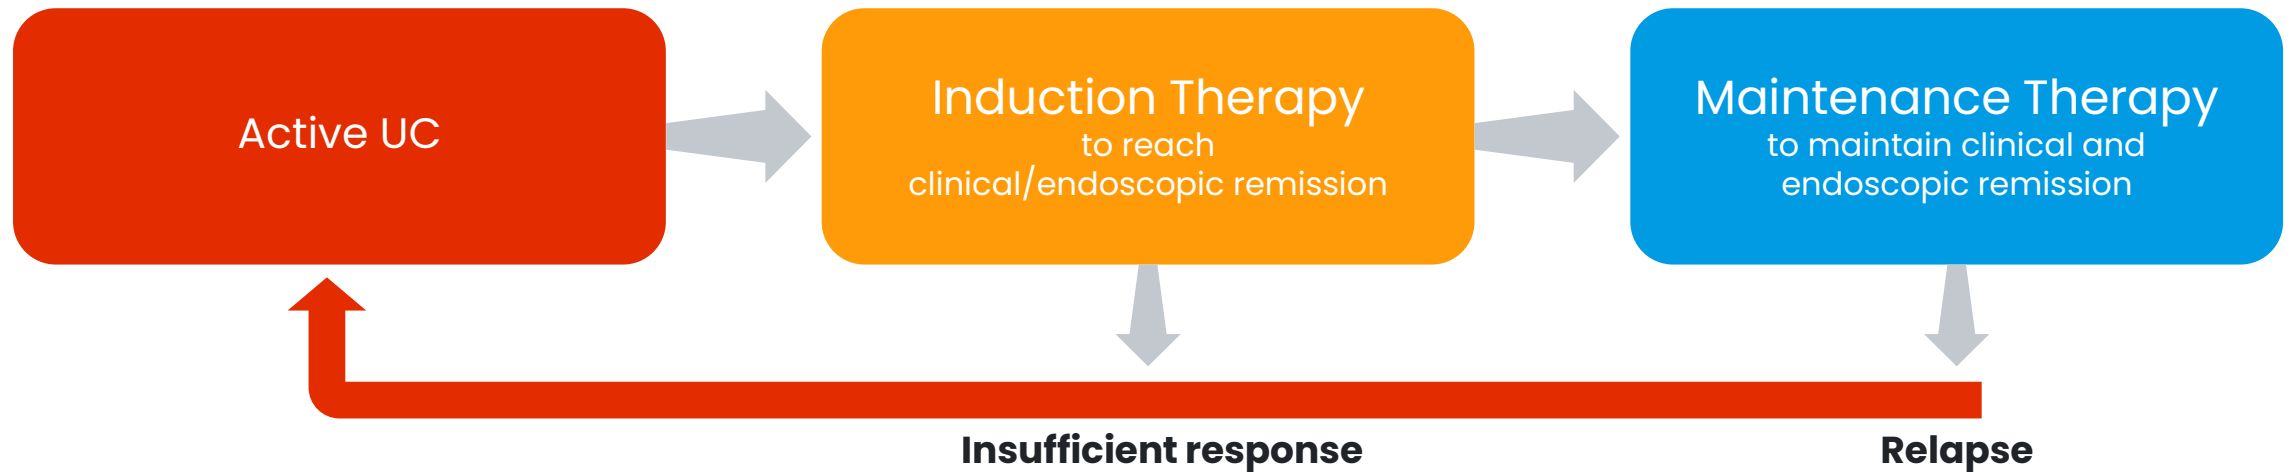 Active UC
Induction Therapy
to reach
clinical/endoscopic remission
Maintenance Therapy
to maintain clinical and
endoscopic remission
Insufficient response
Relapse